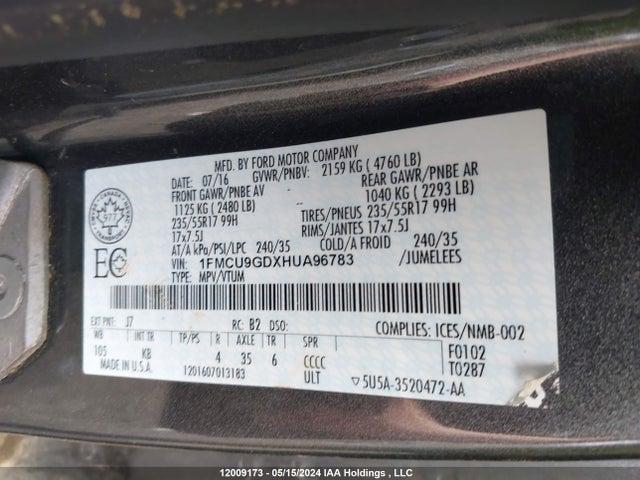 MFD. BY FORD MOTOR COMPANY
DATE: 07/16 GVWR/PNBV: 2159 KG ( 4760 LB)
FRONT GAWR/PNBE AV REAR GAWR/PNBE AR
1125 KG ( 2480 LB) 1040 KG ( 2293 LB)
235/55R17 99H TIRES/PNEUS 235/55R17 99H
17x7.5J RIMS/JANTES 17x7.5J
AT/A kPa/PSI/LPC 240/35 COLD/A FROID 240/35
VIN: 1FMCU9GDXHUA96783 /JUMELEES
TYPE: MPV/VTUM
CANADA
977
EC
EXT PNT: J7 RC: B2 DSO: COMPLIES: ICES/NMB-002
WB INT TR TP/PS R AXLE TR SPR F0102
105 KB 4 35 6 CCCC T0287
MADE IN U.S.A. 1201607013183 ULT ▽5U5A-3520472-AA
12009173 - 05/15/2024 IAA Holdings , LLC